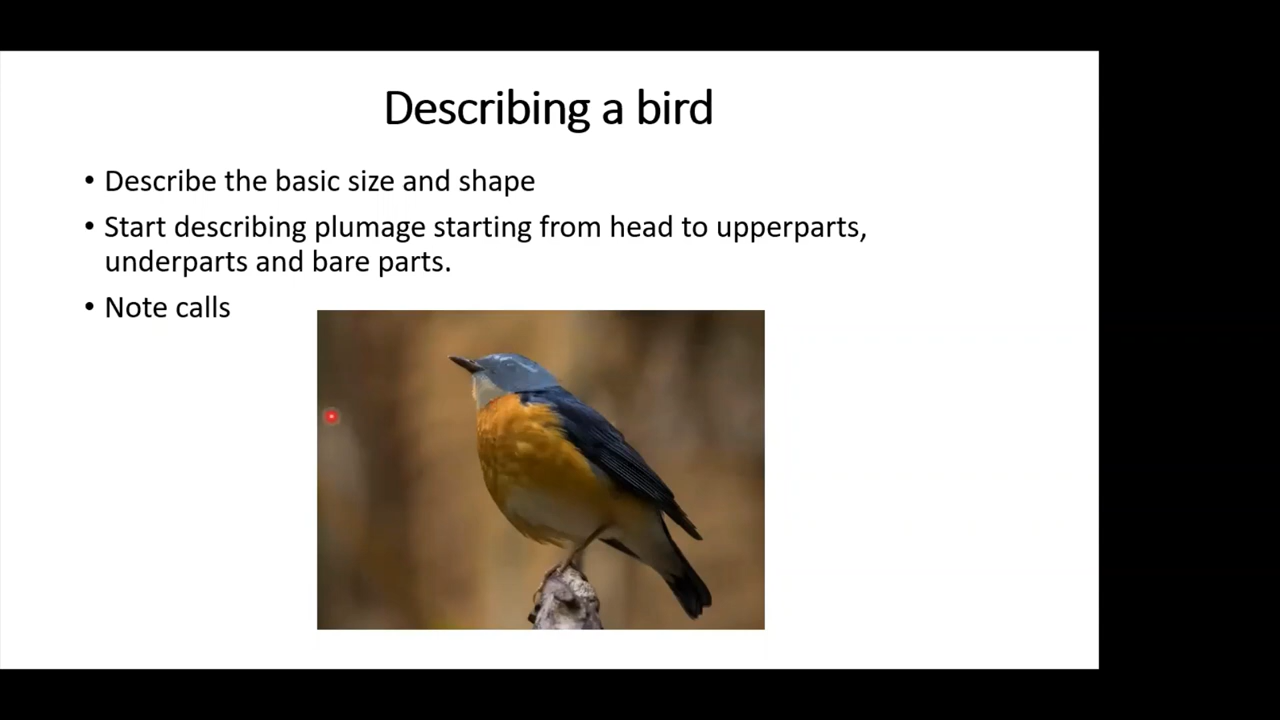 Describing a bird
• Describe the basic size and shape
• Start describing plumage starting from head to upperparts,
underparts and bare parts.
• Note calls